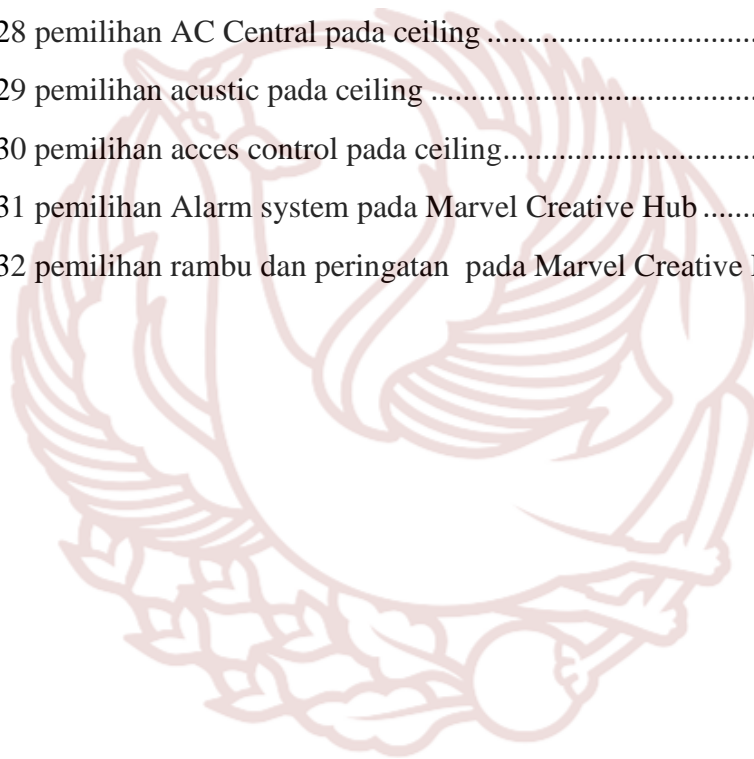 28 pemilihan AC Central pada ceiling ....................................
29 pemilihan acustic pada ceiling ............................................
30 pemilihan acces control pada ceiling..................................
31 pemilihan Alarm system pada Marvel Creative Hub .......
32 pemilihan rambu dan peringatan  pada Marvel Creative